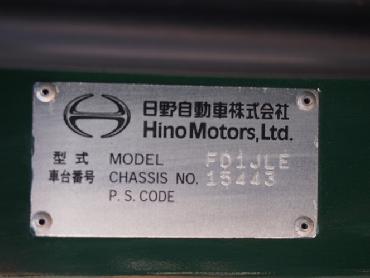 日野自動車株式会社
Hino Motors, Ltd.
型式 MODEL FD1JLE
車台番号 CHASSIS NO. 15443
P.S.CODE